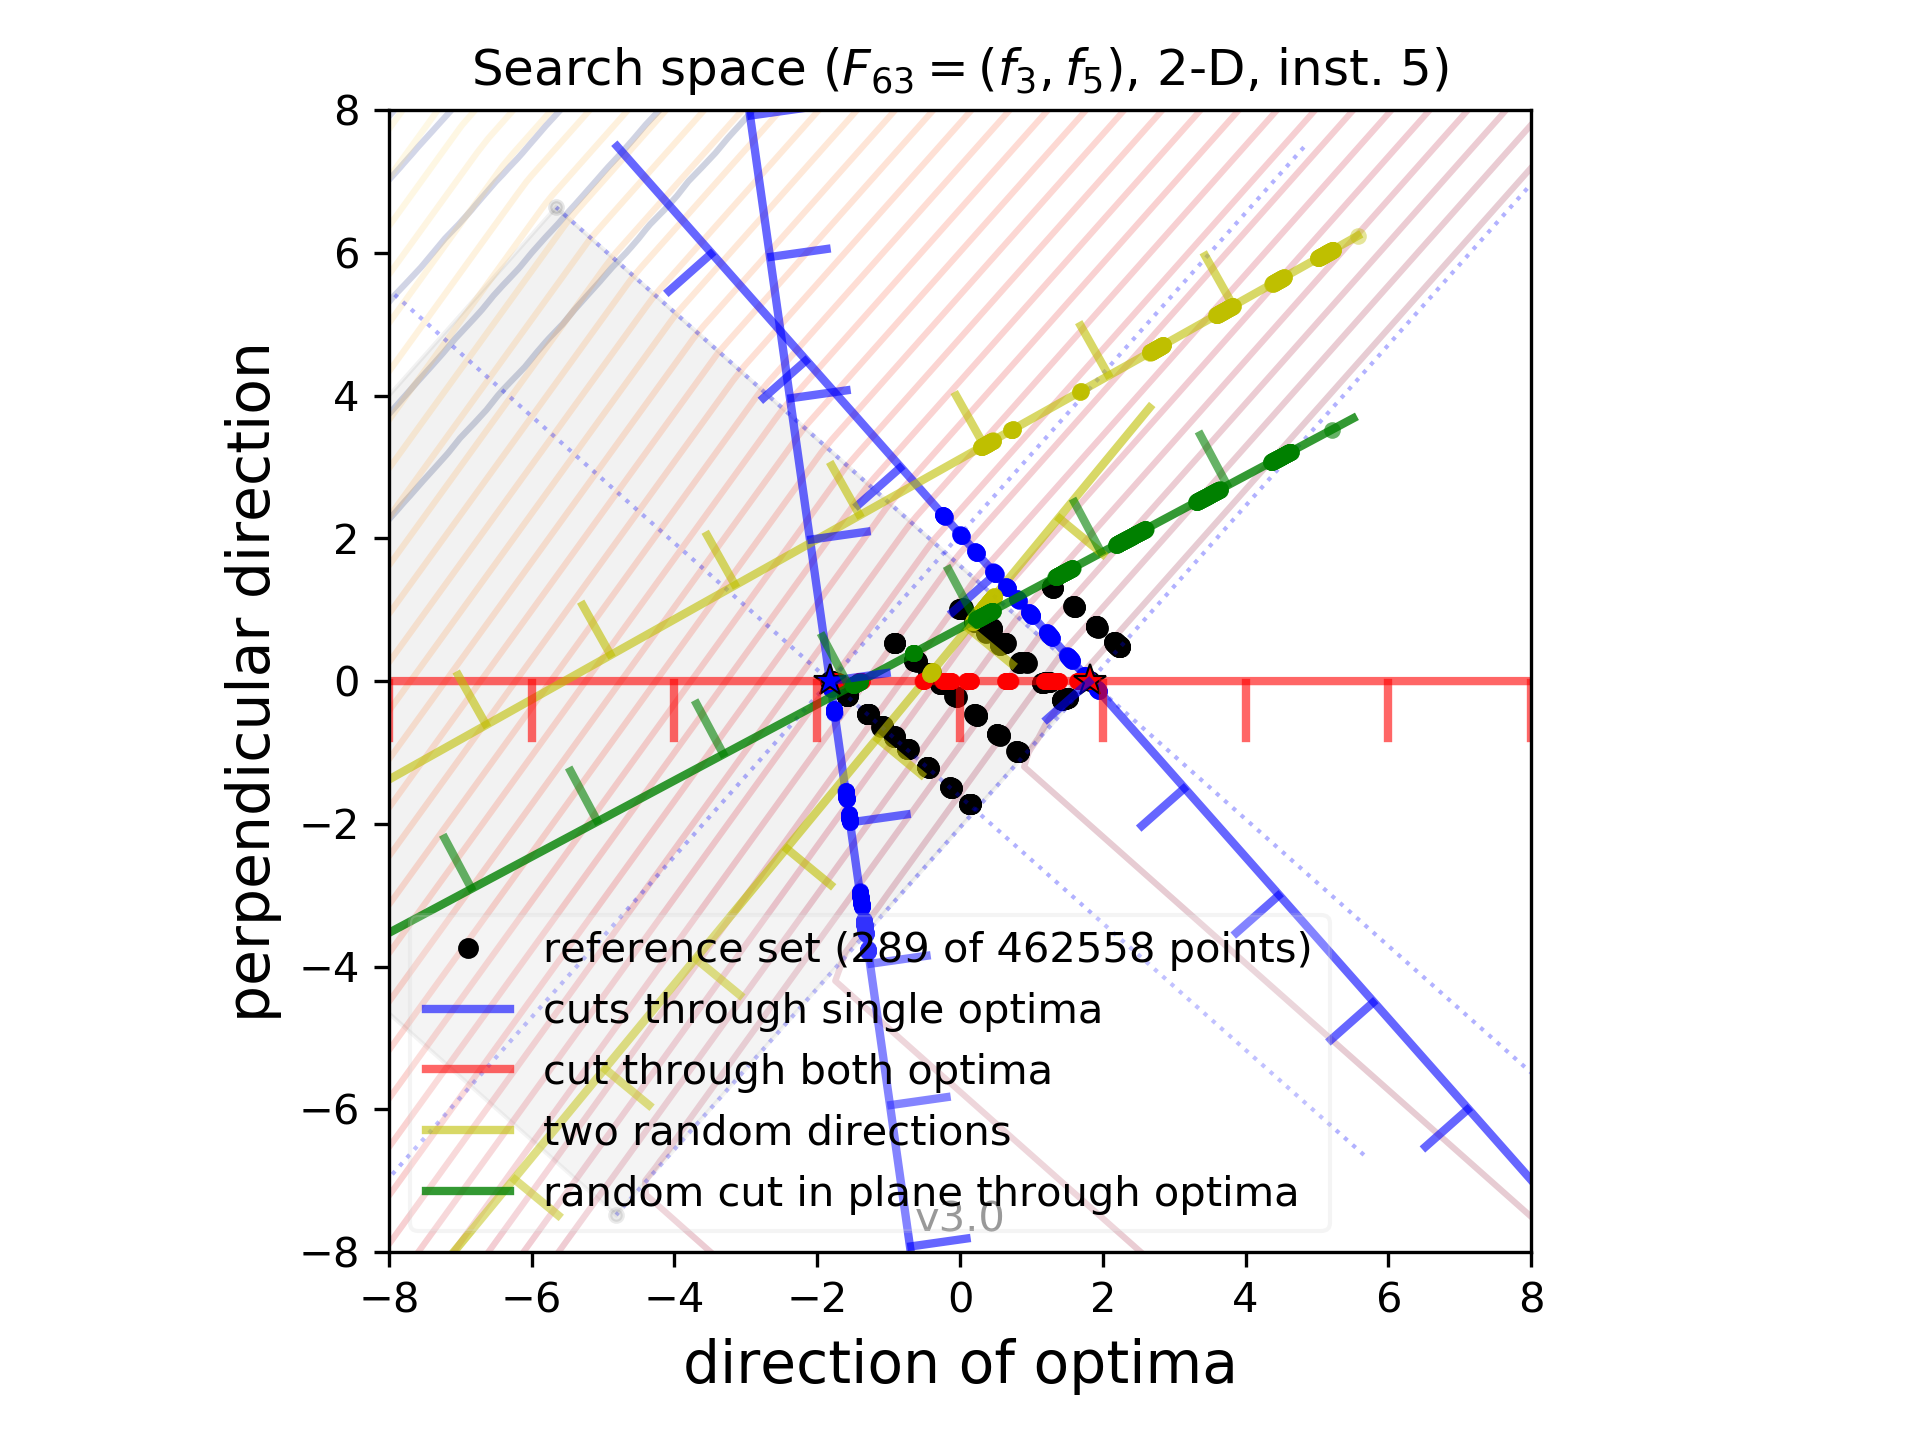 Search space (F63 = (f3, f5), 2-D, inst. 5)
perpendicular direction
8
6
4
2
0
−2
−4
−6
−8
reference set (289 of 462558 points)
cuts through single optima
cut through both optima
two random directions
random cut in plane through optima
v3.0
−8 −6 −4 −2 0 2 4 6 8
direction of optima